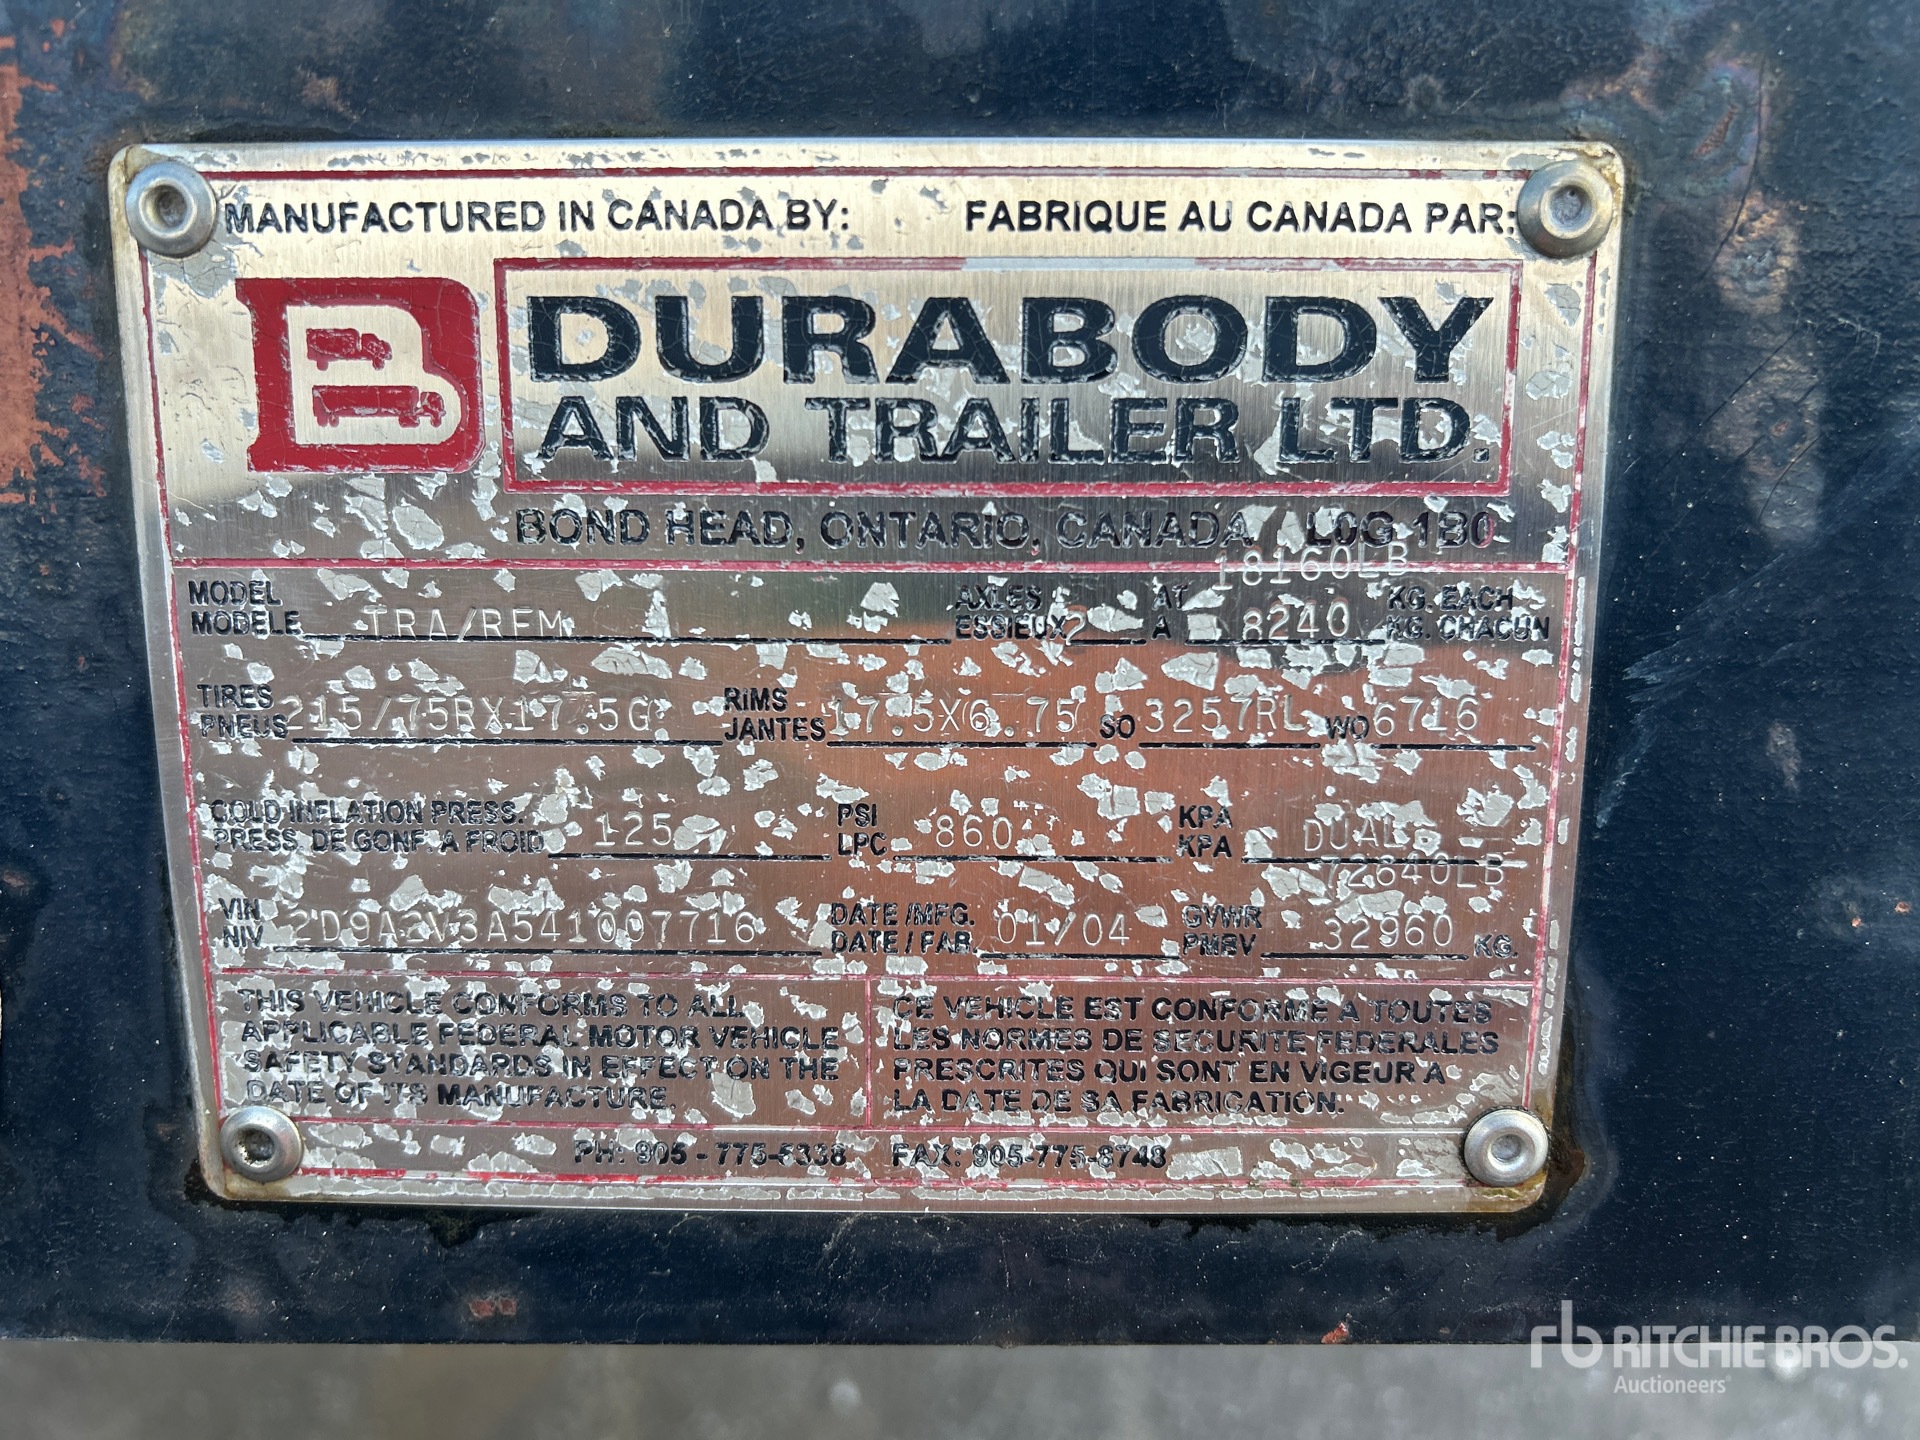 MANUFACTURED IN CANADA BY: FABRIQUE AU CANADA PAR:
B DURABODY
AND TRAILER LTD.
BOND HEAD, ONTARIO, CANADA L0G 1B0
18160LB
MODEL AXLES AT KG. EACH
MODELE TRA/REM ESSIEUX 2 A 8240 KG. CHACUN
TIRES RIMS
PNEUS 215/75RX17.5G JANTES 17.5X6.75 SO 3257RL WO 6716
COLD INFLATION PRESS. PSI KPA
PRESS. DE GONF. A FROID 125 LPC 860 KPA DUAL
72640LB
VIN DATE /MFG. GVWR
NIV 2D9A2V3A541007716 DATE / FAB. 01/04 PMBV 32960 KG.
THIS VEHICLE CONFORMS TO ALL
APPLICABLE FEDERAL MOTOR VEHICLE
SAFETY STANDARDS IN EFFECT ON THE
DATE OF ITS MANUFACTURE.
CE VEHICLE EST CONFORME A TOUTES
LES NORMES DE SECURITE FEDERALES
PRESCRITES QUI SONT EN VIGEUR A
LA DATE DE SA FABRICATION.
PH: 905 - 775-5338 FAX: 905-775-8748
rb RITCHIE BROS.
Auctioneers